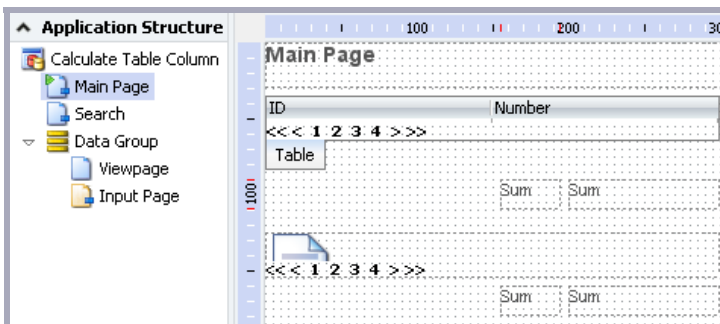 Application Structure
Calculate Table Column
Main Page
Search
Data Group
Viewpage
Input Page
100
200
30
100
Main Page
ID Number
<< < 1 2 3 4 > >>
Table
Sum Sum
<< < 1 2 3 4 > >>
Sum Sum